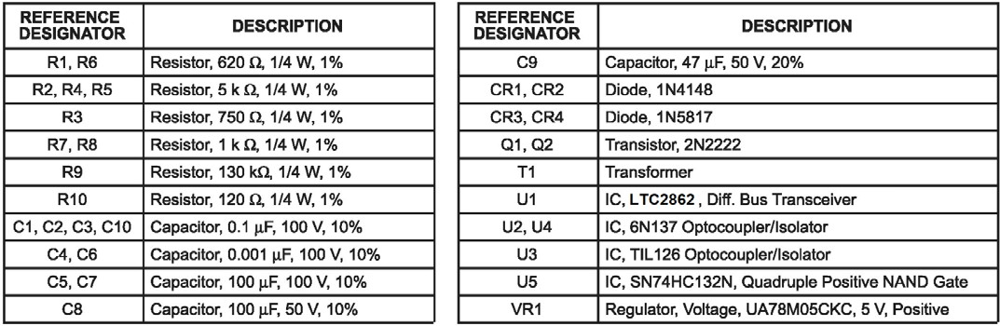 REFERENCE DESIGNATOR DESCRIPTION
R1, R6 Resistor, 620 Ω, 1/4 W, 1%
R2, R4, R5 Resistor, 5 k Ω, 1/4 W, 1%
R3 Resistor, 750 Ω, 1/4 W, 1%
R7, R8 Resistor, 1 k Ω, 1/4 W, 1%
R9 Resistor, 130 kΩ, 1/4 W, 1%
R10 Resistor, 120 Ω, 1/4 W, 1%
C1, C2, C3, C10 Capacitor, 0.1 μF, 100 V, 10%
C4, C6 Capacitor, 0.001 μF, 100 V, 10%
C5, C7 Capacitor, 100 μF, 100 V, 10%
C8 Capacitor, 100 μF, 50 V, 10%
REFERENCE DESIGNATOR DESCRIPTION
C9 Capacitor, 47 μF, 50 V, 20%
CR1, CR2 Diode, 1N4148
CR3, CR4 Diode, 1N5817
Q1, Q2 Transistor, 2N2222
T1 Transformer
U1 IC, LTC2862 , Diff. Bus Transceiver
U2, U4 IC, 6N137 Optocoupler/Isolator
U3 IC, TIL126 Optocoupler/Isolator
U5 IC, SN74HC132N, Quadruple Positive NAND Gate
VR1 Regulator, Voltage, UA78M05CKC, 5 V, Positive